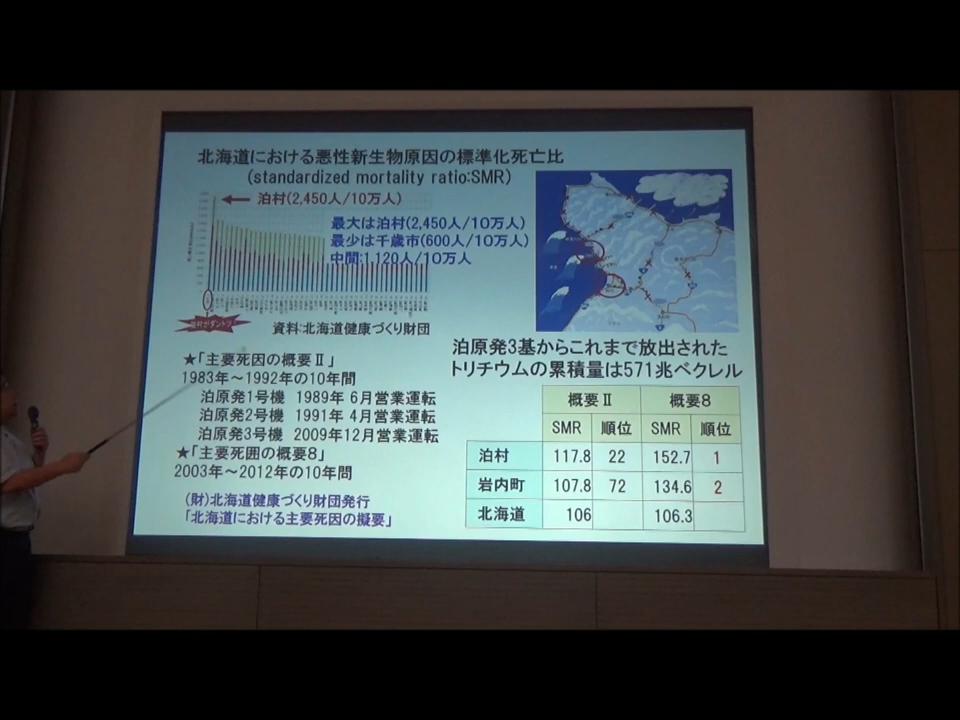 北海道における悪性新生物原因の標準化死亡比
(standardized mortality ratio:SMR)
泊村(2,450人/10万人)
最大は泊村(2,450人/10万人)
最少は千歳市(600人/10万人)
中間:1,120人/10万人
泊村がダントツ
資料:北海道健康づくり財団
★「主要死因の概要Ⅱ」
1983年~1992年の10年間
泊原発1号機 1989年 6月営業運転
泊原発2号機 1991年 4月営業運転
泊原発3号機 2009年12月営業運転
★「主要死囲の概要8」
2003年~2012年の10年間
(財)北海道健康づくり財団発行
「北海道における主要死因の擬要」
泊原発3基からこれまで放出された
トリチウムの累積量は571兆ベクレル
概要Ⅱ 概要8
SMR 順位 SMR 順位
泊村 117.8 22 152.7 1
岩内町 107.8 72 134.6 2
北海道 106 106.3